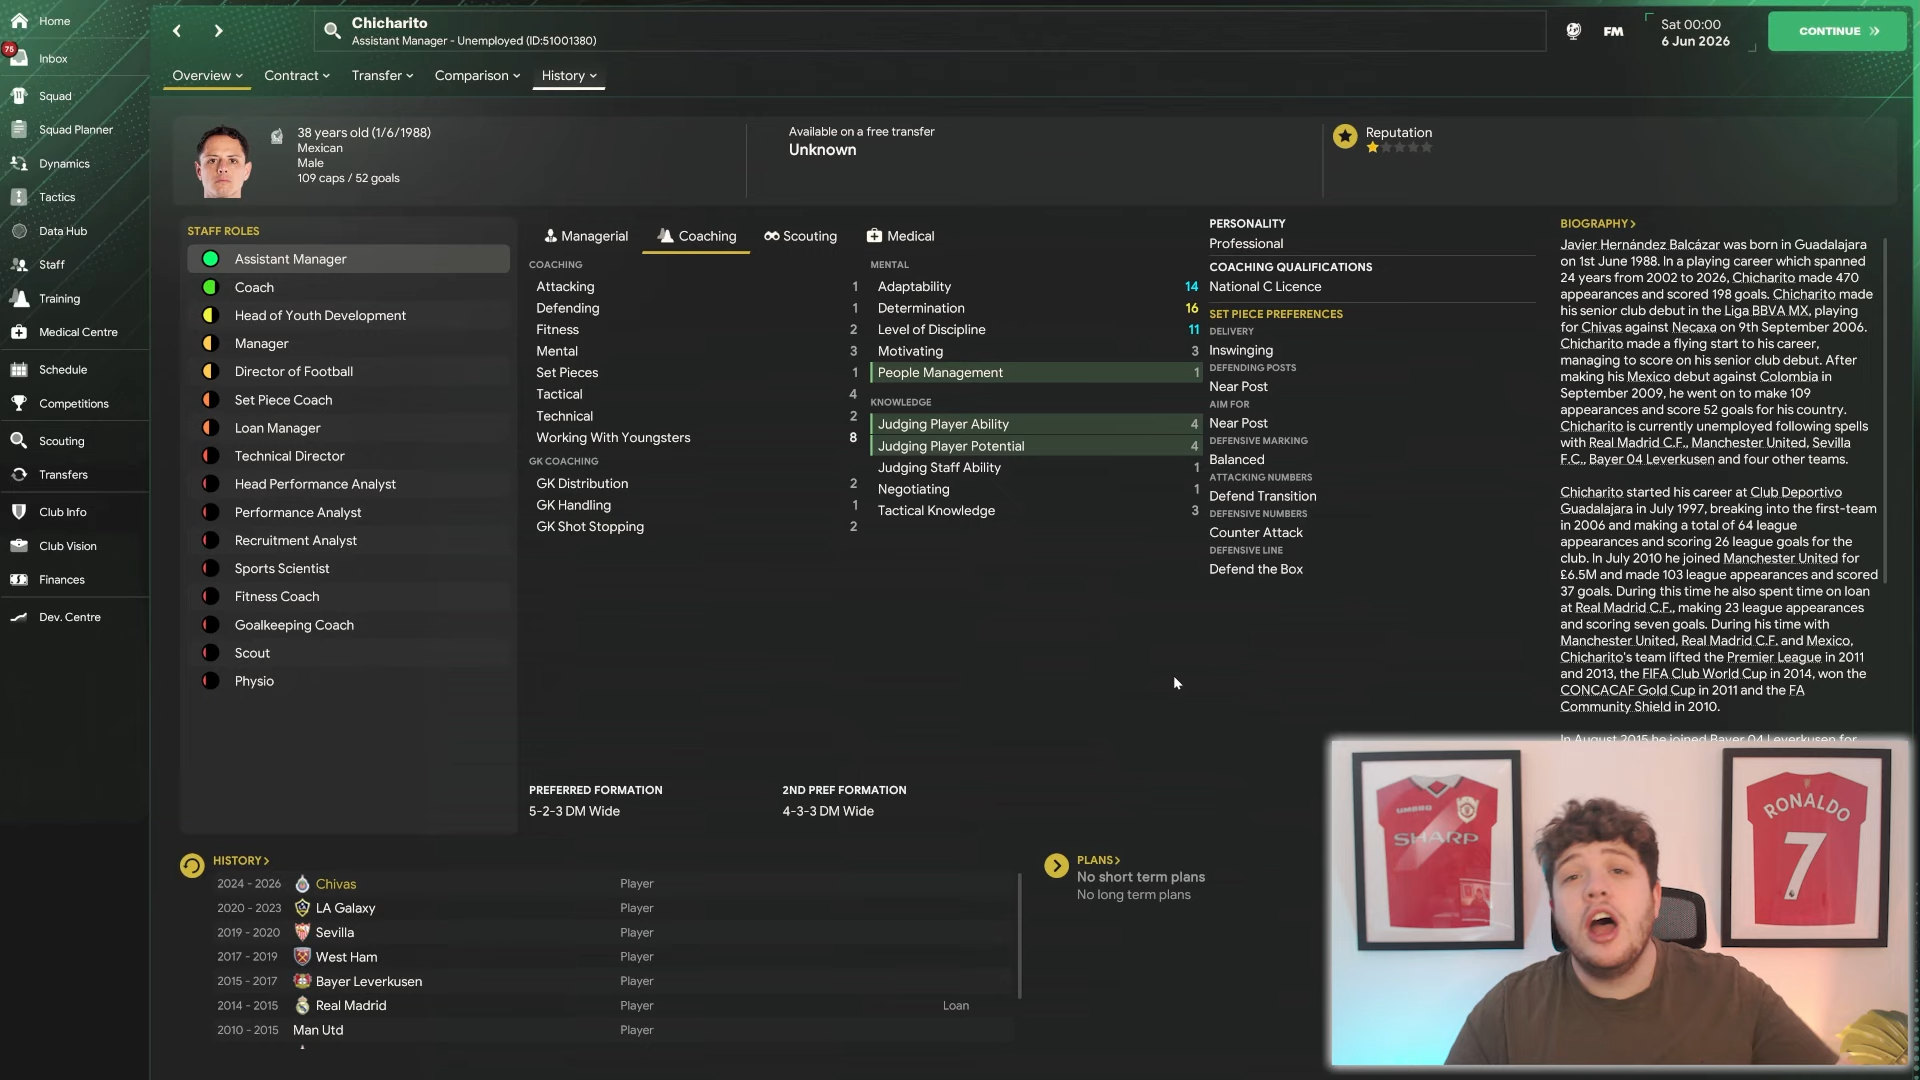 Home
76
Inbox
Squad
Squad Planner
Dynamics
Tactics
Data Hub
Staff
Training
Medical Centre
Schedule
Competitions
Scouting
Transfers
Club Info
Club Vision
Finances
Dev. Centre
Chicharito
Assistant Manager - Unemployed (ID:51001380)
FM
Sat 00:00
6 Jun 2026
CONTINUE
Overview
Contract
Transfer
Comparison
History
38 years old (1/6/1988)
Mexican
Male
109 caps / 52 goals
Available on a free transfer
Unknown
Reputation
STAFF ROLES
Assistant Manager
Coach
Head of Youth Development
Manager
Director of Football
Set Piece Coach
Loan Manager
Technical Director
Head Performance Analyst
Performance Analyst
Recruitment Analyst
Sports Scientist
Fitness Coach
Goalkeeping Coach
Scout
Physio
Managerial
Coaching
Scouting
Medical
COACHING
Attacking 1
Defending 1
Fitness 2
Mental 3
Set Pieces 1
Tactical 4
Technical 2
Working With Youngsters 8
GK COACHING
GK Distribution 2
GK Handling 1
GK Shot Stopping 2
MENTAL
Adaptability 14
Determination 16
Level of Discipline 11
Motivating 3
People Management 1
KNOWLEDGE
Judging Player Ability 4
Judging Player Potential 4
Judging Staff Ability 1
Negotiating 1
Tactical Knowledge 3
PERSONALITY
Professional
COACHING QUALIFICATIONS
National C Licence
SET PIECE PREFERENCES
DELIVERY
Inswinging
DEFENDING POSTS
Near Post
AIM FOR
Near Post
DEFENSIVE MARKING
Balanced
ATTACKING NUMBERS
Defend Transition
DEFENSIVE NUMBERS
Counter Attack
DEFENSIVE LINE
Defend the Box
BIOGRAPHY >
Javier Hernández Balcázar was born in Guadalajara
on 1st June 1988. In a playing career which spanned
24 years from 2002 to 2026, Chicharito made 470
appearances and scored 198 goals. Chicharito made
his senior club debut in the Liga BBVA MX, playing
for Chivas against Necaxa on 9th September 2006.
Chicharito made a flying start to his career,
managing to score on his senior club debut. After
making his Mexico debut against Colombia in
September 2009, he went on to make 109
appearances and score 52 goals for his country.
Chicharito is currently unemployed following spells
with Real Madrid C.F., Manchester United, Sevilla
F.C., Bayer 04 Leverkusen and four other teams.
Chicharito started his career at Club Deportivo
Guadalajara in July 1997, breaking into the first-team
in 2006 and making a total of 64 league
appearances and scoring 26 league goals for the
club. In July 2010 he joined Manchester United for
£6.5M and made 103 league appearances and scored
37 goals. During this time he also spent time on loan
at Real Madrid C.F., making 23 league appearances
and scoring seven goals. During his time with
Manchester United, Real Madrid C.F. and Mexico,
Chicharito's team lifted the Premier League in 2011
and 2013, the FIFA Club World Cup in 2014, won the
CONCACAF Gold Cup in 2011 and the FA
Community Shield in 2010.
In August 2015 he joined Bayer 04 Leverkusen for
PREFERRED FORMATION
5-2-3 DM Wide
2ND PREF FORMATION
4-3-3 DM Wide
HISTORY >
2024 - 2026 Chivas Player
2020 - 2023 LA Galaxy Player
2019 - 2020 Sevilla Player
2017 - 2019 West Ham Player
2015 - 2017 Bayer Leverkusen Player
2014 - 2015 Real Madrid Player Loan
2010 - 2015 Man Utd Player
PLANS >
No short term plans
No long term plans
UMBRO
SHARP
RONALDO
7